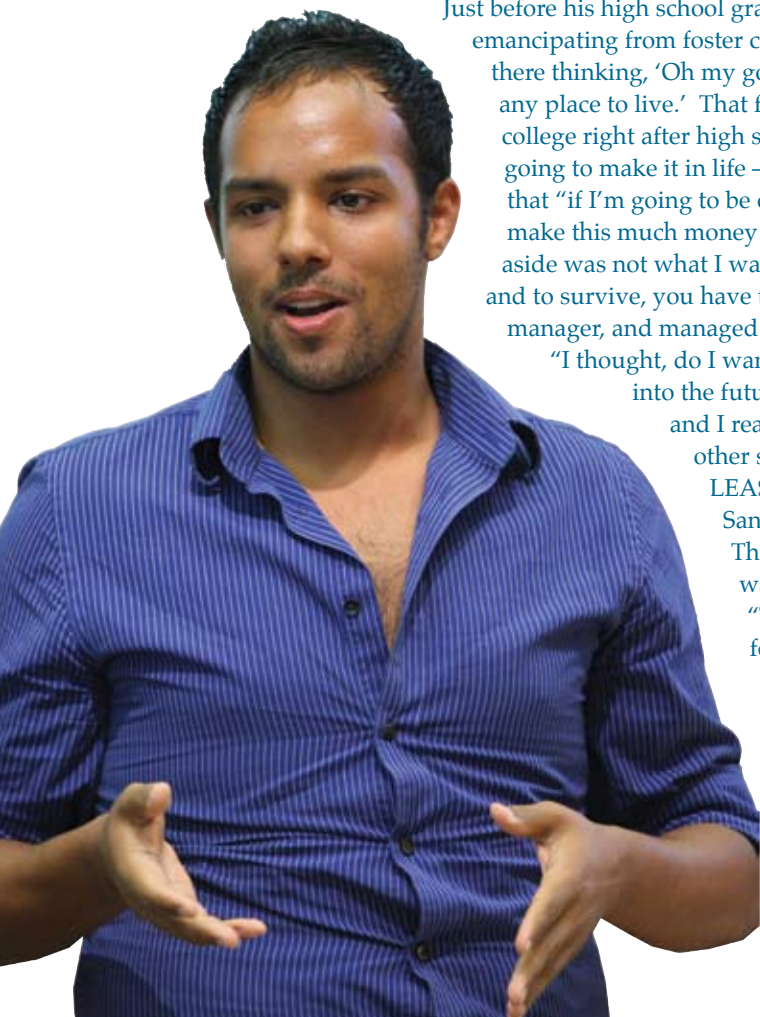 Just before his high school gra
emancipating from foster c
there thinking, ‘Oh my go
any place to live.’ That f
college right after high s
going to make it in life –
that “if I’m going to be
make this much money
aside was not what I wa
and to survive, you have t
manager, and managed
“I thought, do I wan
into the futu
and I rea
other s
LEAS
San
Th
wa
“
fo